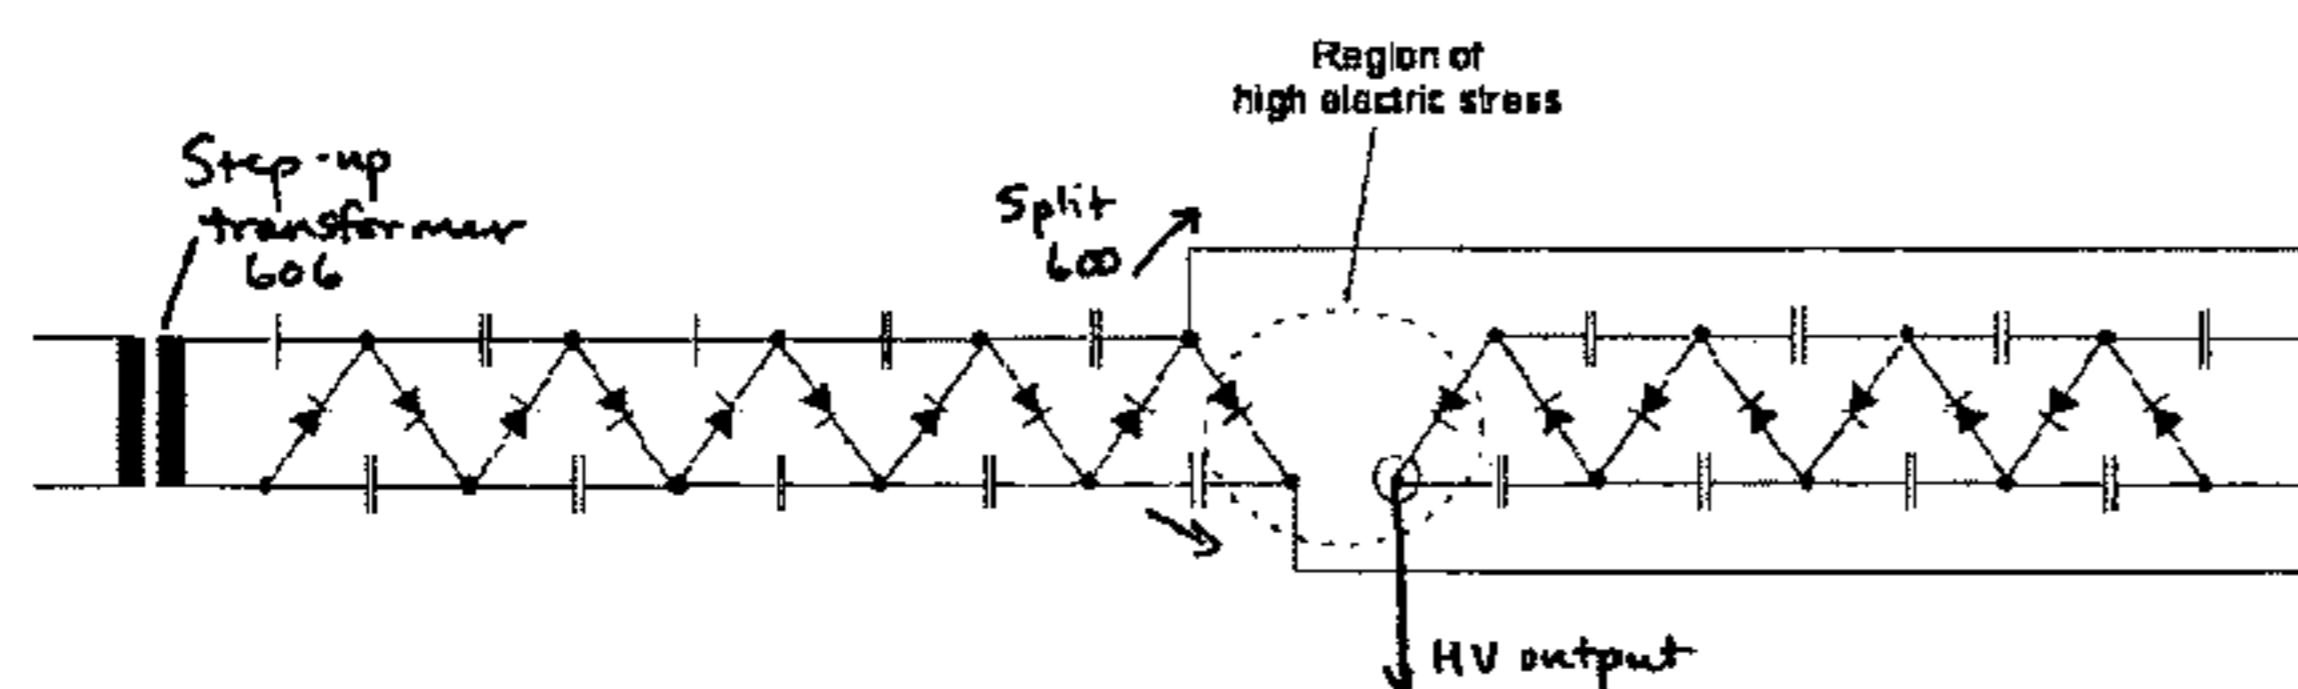 Region of
high electric stress
Step-up
transformer
606
Split
600
HV output